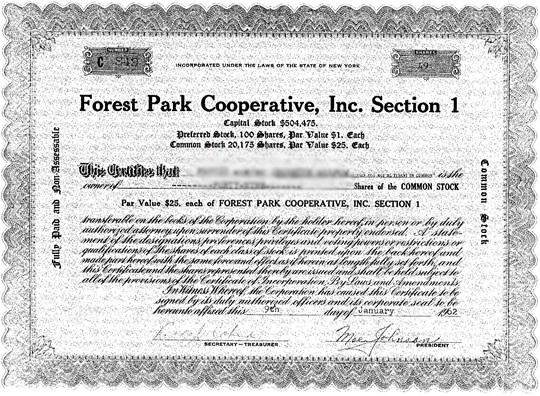 NUMBER
C
INCORPORATED UNDER THE LAWS OF THE STATE OF NEW YORK
Forest Park Cooperative, Inc. Section 1
Capital Stock $504,475.
Preferred Stock, 100 Shares, Par Value $1. Each
Common Stock 20,175 Shares, Par Value $25. Each
Fully Paid and Non-Assessable
Common Stock
This Certifies that is the
owner of Shares of the COMMON STOCK
Par Value $25. each of FOREST PARK COOPERATIVE, INC. SECTION 1
transferable on the books of the Corporation by the holder hereof in person or by duly
authorized attorney upon surrender of this Certificate properly endorsed. A state-
ment of the designations, preferences, privileges and voting powers or restrictions or
qualifications of the shares of each class of stock is printed upon the back hereof and
made part hereof with the same force and effect as if herein at length fully set forth, and
this Certificate and the shares represented thereby are issued and shall be held subject to
all of the provisions of the Certificate of Incorporation, By Laws and Amendments.
In Witness Whereof, the Corporation has caused this Certificate to be
signed by its duly authorized officers and its corporate seal to be
hereunto affixed this 9th day of January 1962
Moe Johnson
SECRETARY – TREASURER PRESIDENT